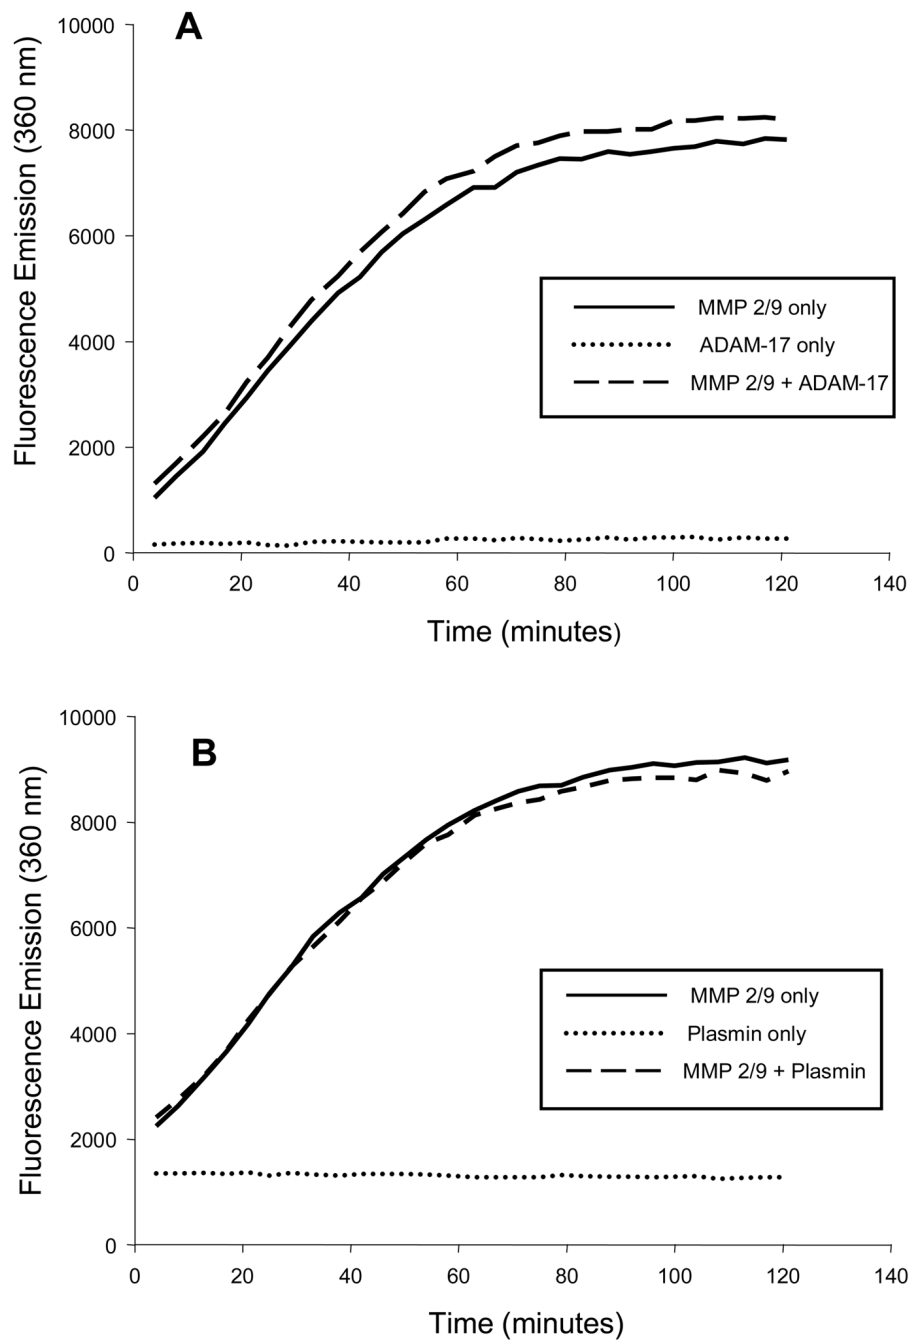 A
Fluorescence Emission (360 nm)
10000
8000
6000
4000
2000
0
MMP 2/9 only
ADAM-17 only
MMP 2/9 + ADAM-17
0 20 40 60 80 100 120 140
Time (minutes)
B
Fluorescence Emission (360 nm)
10000
8000
6000
4000
2000
0
MMP 2/9 only
Plasmin only
MMP 2/9 + Plasmin
0 20 40 60 80 100 120 140
Time (minutes)